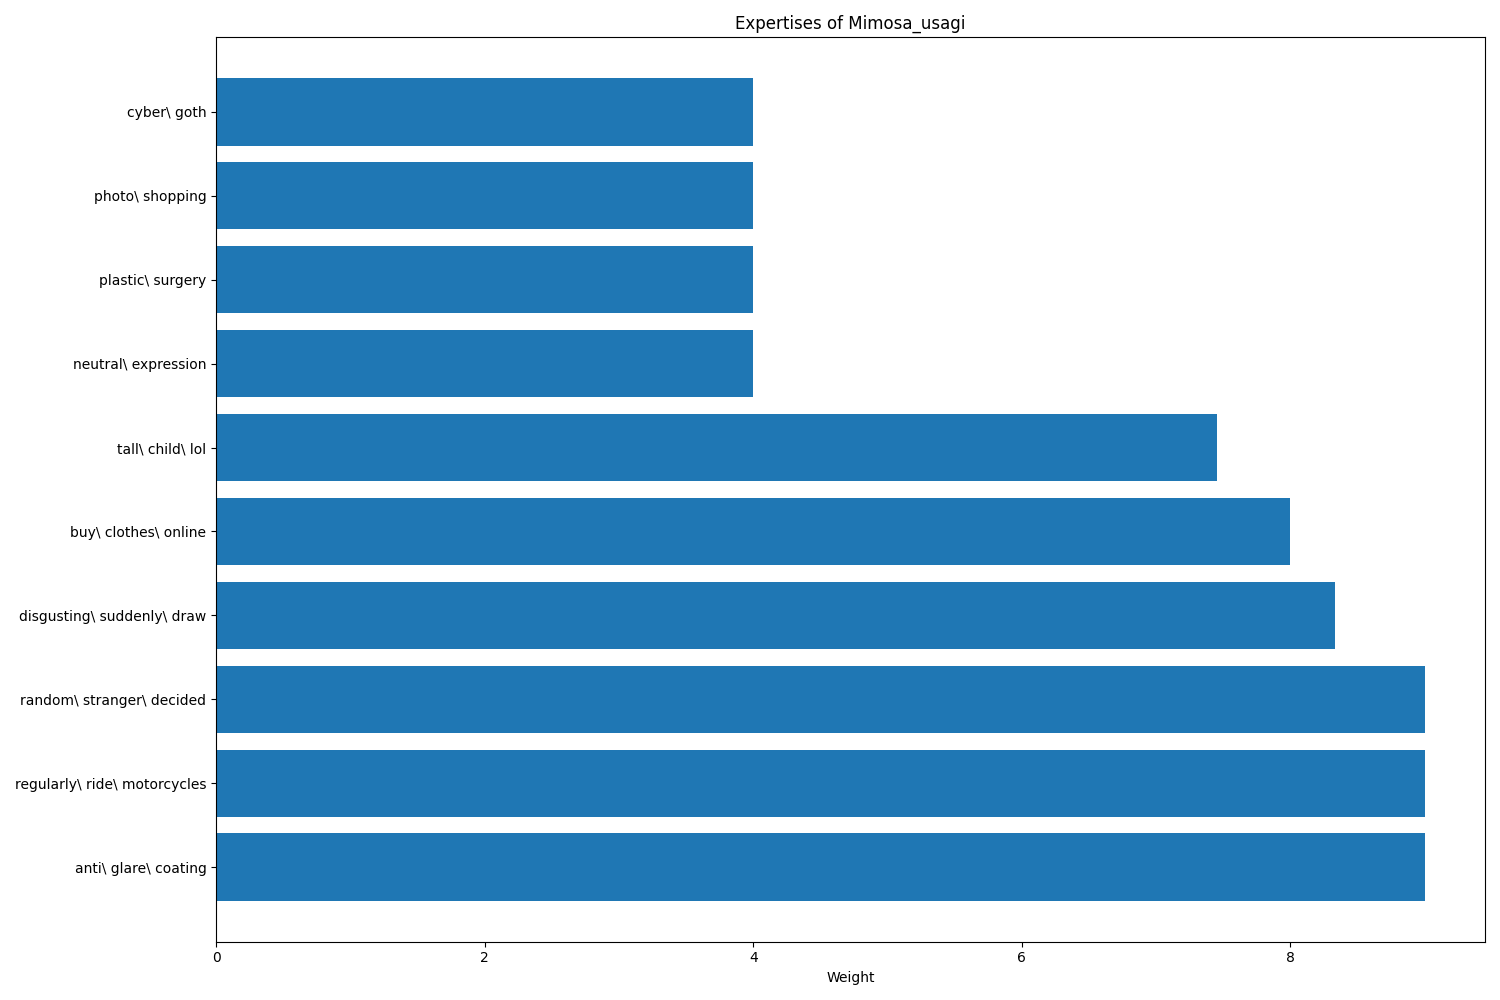 Expertises of Mimosa_usagi
cyber\ goth
photo\ shopping
plastic\ surgery
neutral\ expression
tall\ child\ lol
buy\ clothes\ online
disgusting\ suddenly\ draw
random\ stranger\ decided
regularly\ ride\ motorcycles
anti\ glare\ coating
0 2 4 6 8
Weight